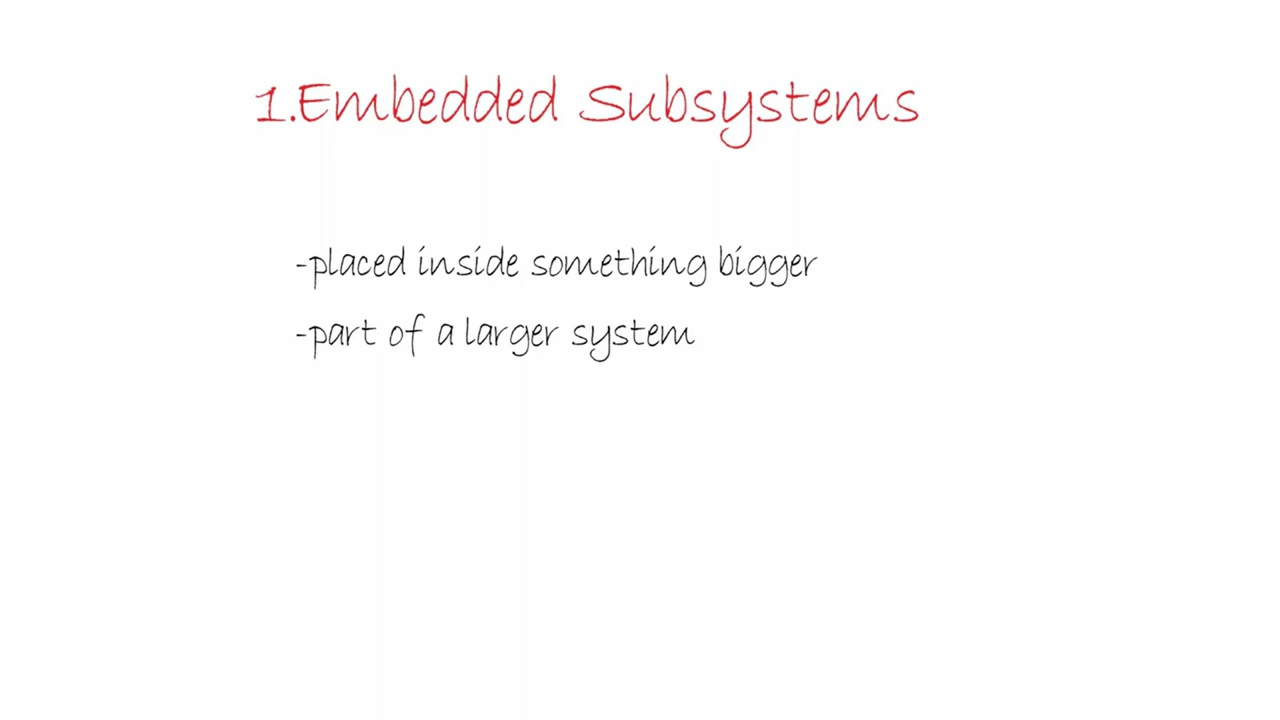 1.Embedded Subsystems
-placed inside something bigger
-part of a larger system